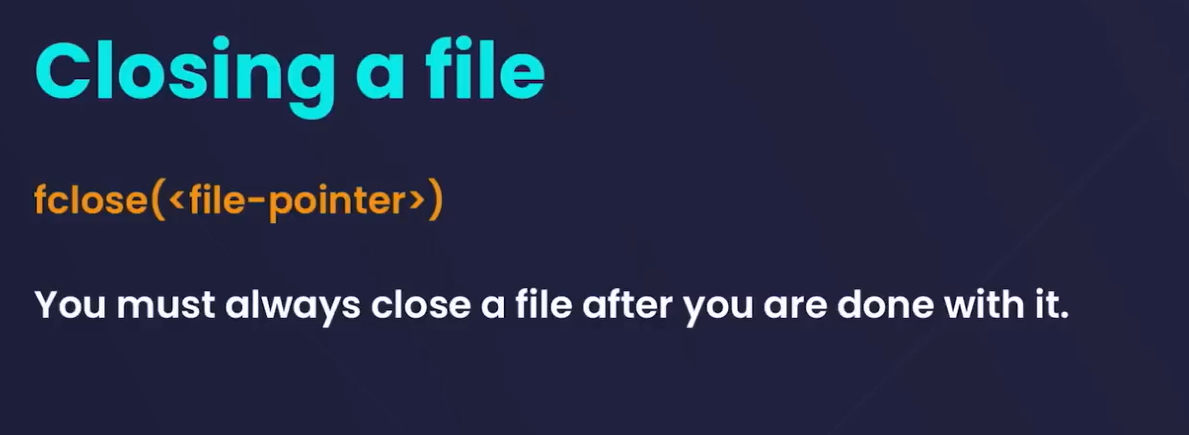 Closing a file
fclose(<file-pointer>)
You must always close a file after you are done with it.